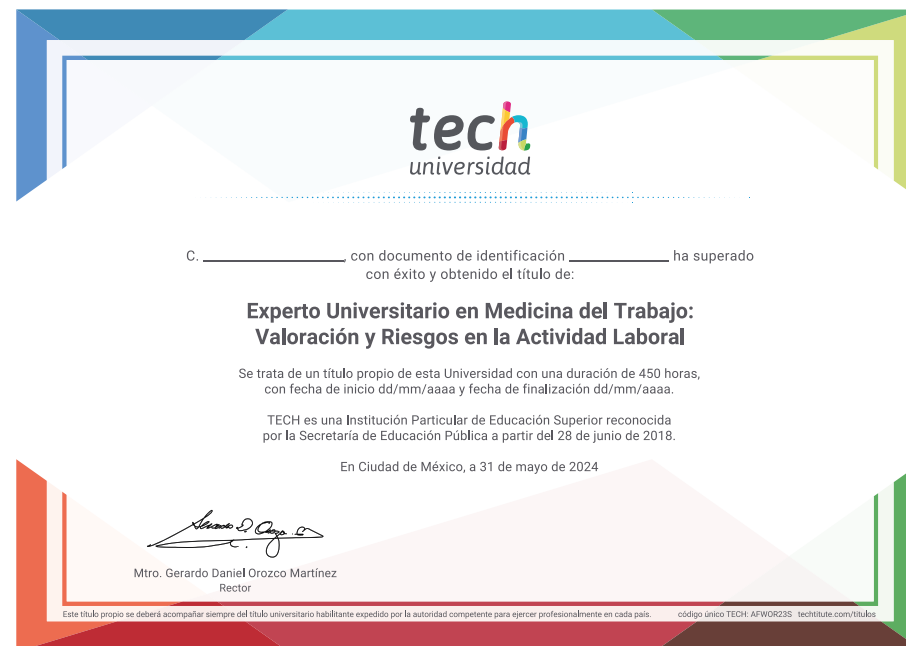 tech
universidad
C. ____________________, con documento de identificación ______________ ha superado
con éxito y obtenido el título de:
Experto Universitario en Medicina del Trabajo:
Valoración y Riesgos en la Actividad Laboral
Se trata de un título propio de esta Universidad con una duración de 450 horas,
con fecha de inicio dd/mm/aaaa y fecha de finalización dd/mm/aaaa.
TECH es una Institución Particular de Educación Superior reconocida
por la Secretaría de Educación Pública a partir del 28 de junio de 2018.
En Ciudad de México, a 31 de mayo de 2024
Mtro. Gerardo Daniel Orozco Martínez
Rector
Este título propio se deberá acompañar siempre del título universitario habilitante expedido por la autoridad competente para ejercer profesionalmente en cada país. código único TECH: AFWOR23S techtitute.com/titulos